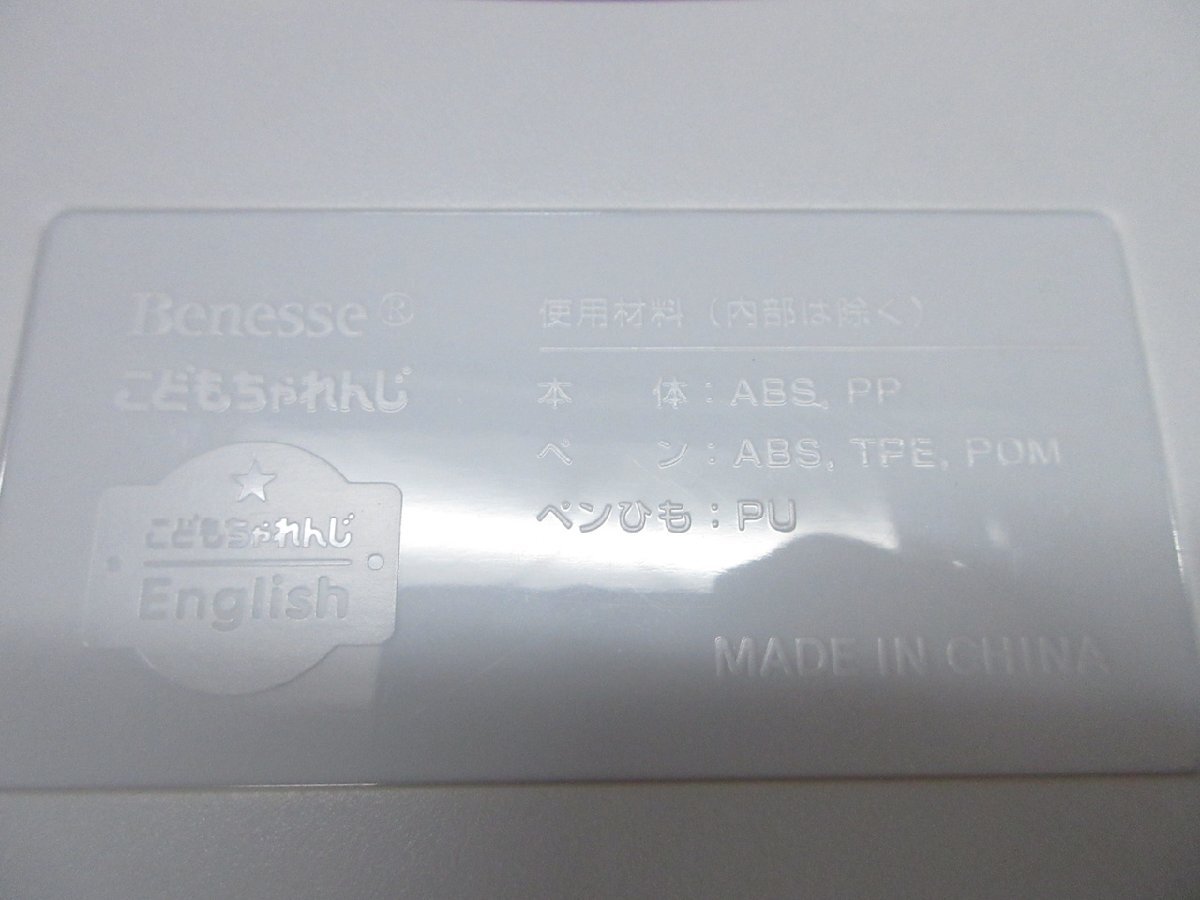 Benesse®
こどもちゃれんじ
★
こどもちゃれんじ
English
使用材料（内部は除く）
本　　体：ABS, PP
ペ　　ン：ABS, TPE, POM
ペンひも：PU
MADE IN CHINA